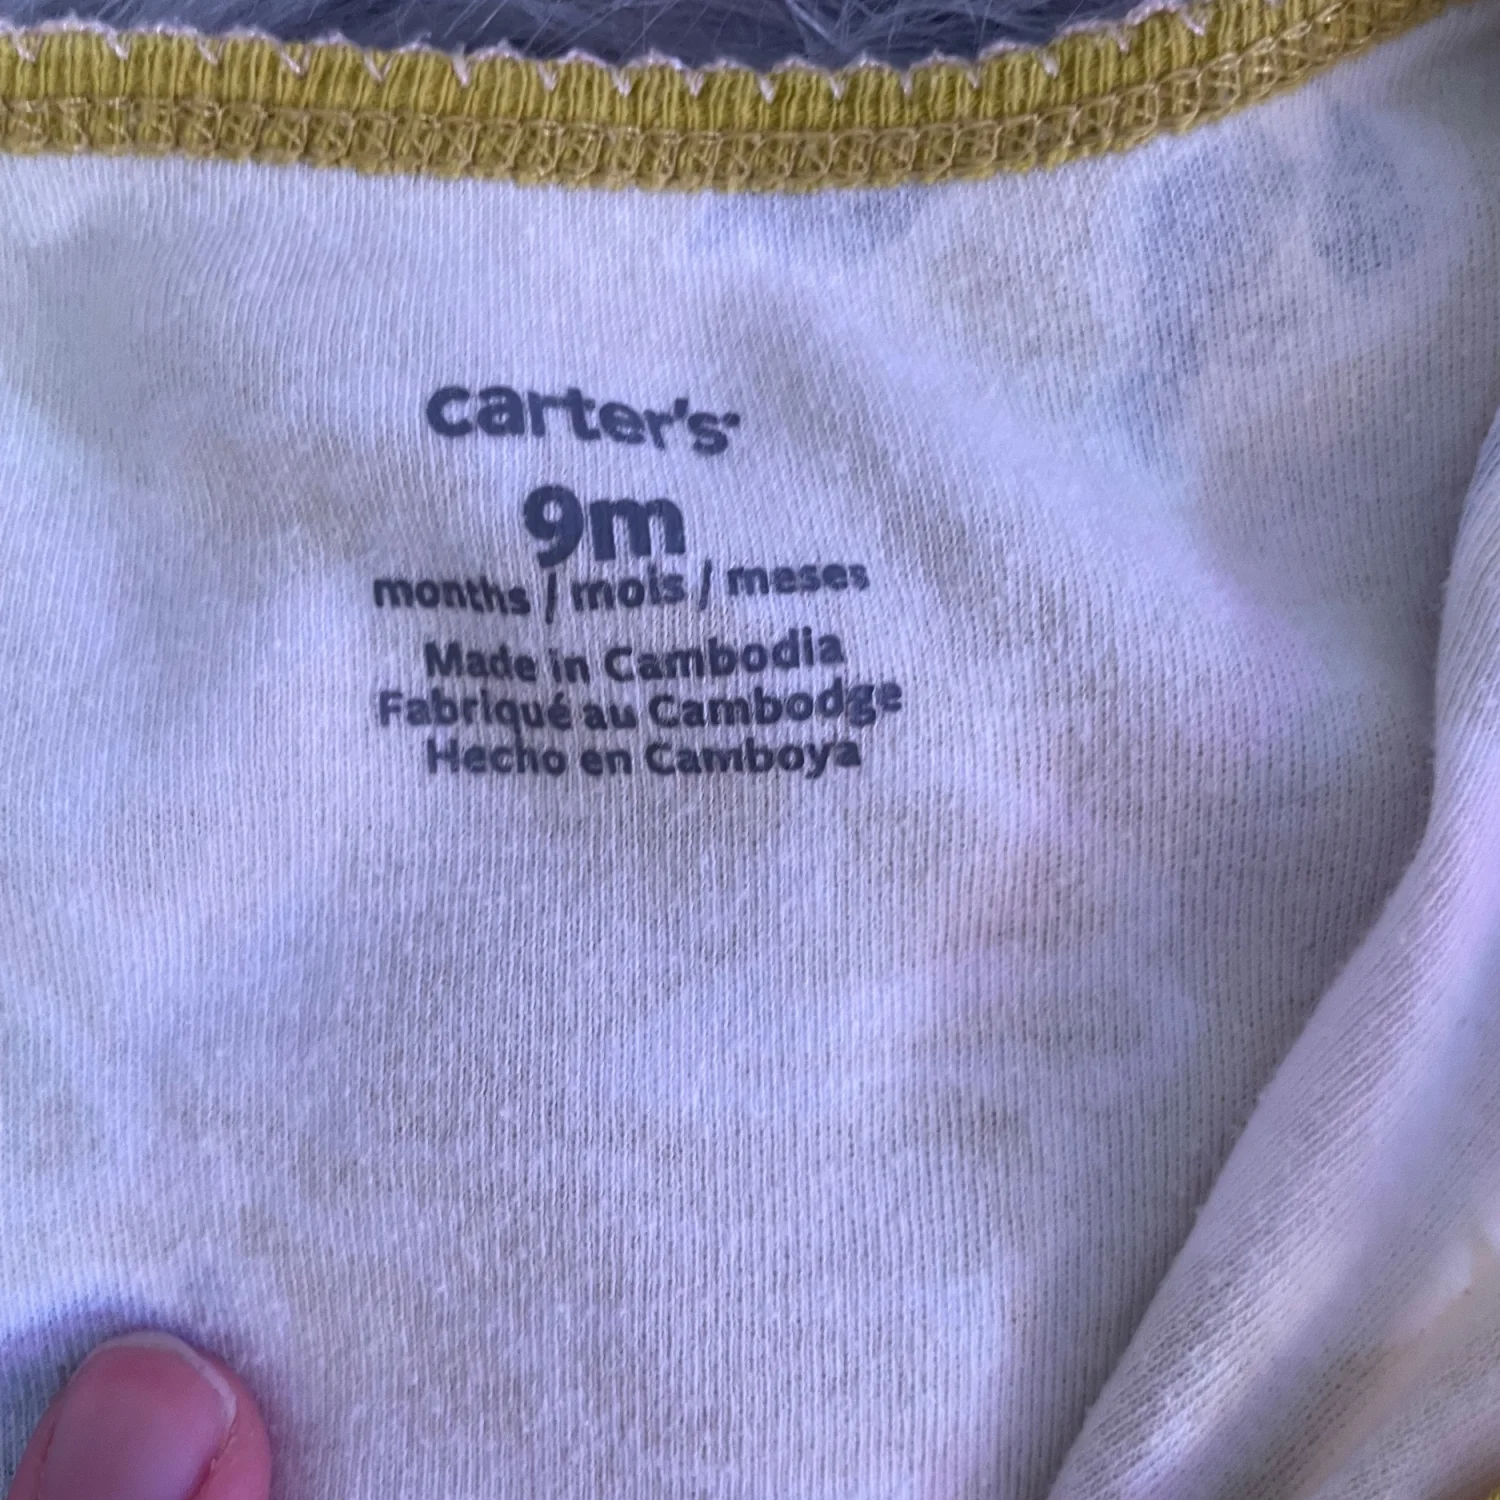 carter's
9m
months / mois / meses
Made in Cambodia
Fabriqué au Cambodge
Hecho en Camboya